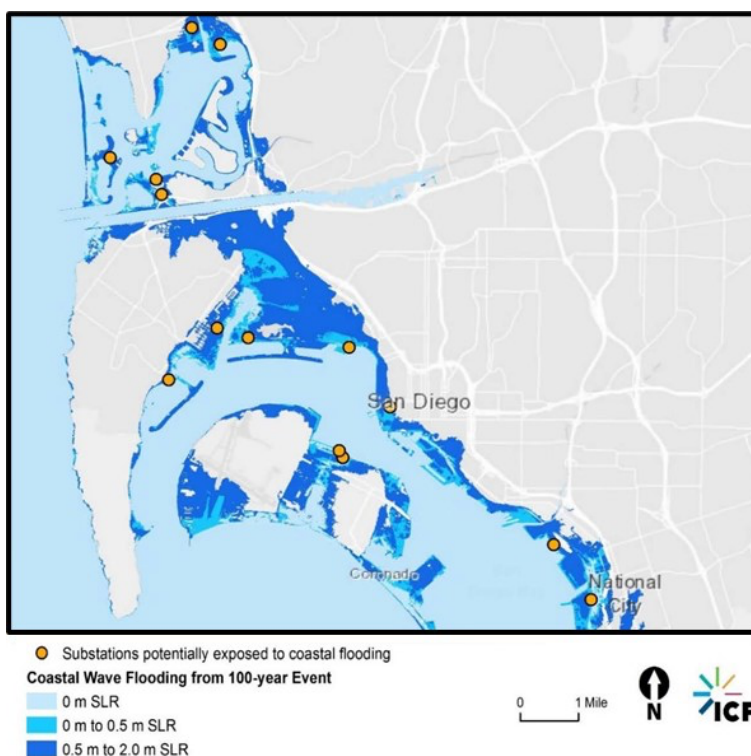 San Diego
Coronado
National
City
Substations potentially exposed to coastal flooding
Coastal Wave Flooding from 100-year Event
0 m SLR
0 m to 0.5 m SLR
0.5 m to 2.0 m SLR
0 1 Mile
N
ICF